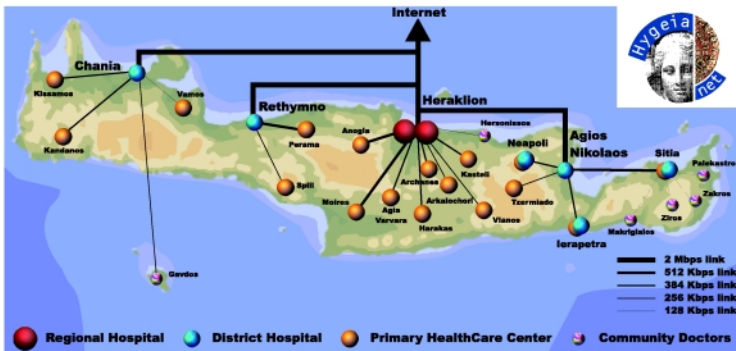 Internet
Hygeia
net
Chania
Kissamos
Vamos
Kandanos
Rethymno
Perama
Spili
Heraklion
Anogia
Hersonissos
Archanes
Kasteli
Arkalochori
Moires
Agia
Varvara
Harakas
Vianos
Agios
Nikolaos
Neapoli
Tzermiado
Sitia
Palekastro
Zakros
Ziros
Makrigialos
Ierapetra
Gavdos
2 Mbps link
512 Kbps link
384 Kbps link
256 Kbps link
128 Kbps link
Regional Hospital
District Hospital
Primary HealthCare Center
Community Doctors